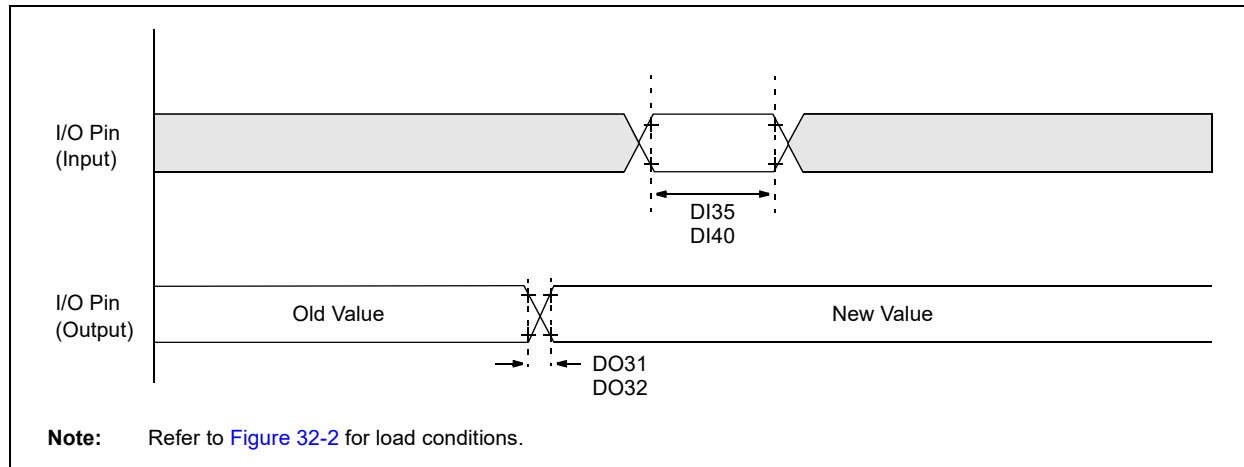 I/O Pin
(Input)
DI35
DI40
I/O Pin
(Output)
Old Value
New Value
DO31
DO32
Note: Refer to Figure 32-2 for load conditions.